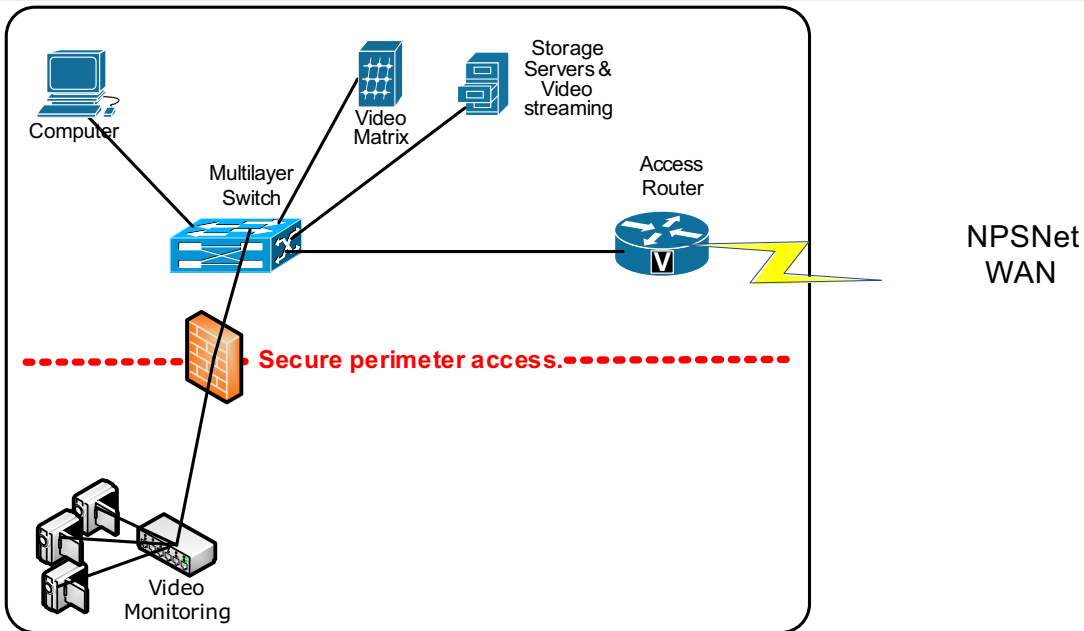 Storage
Servers &
Video
streaming
Computer
Video
Matrix
Multilayer
Switch
Access
Router
V
NPSNet
WAN
Secure perimeter access.
Video
Monitoring